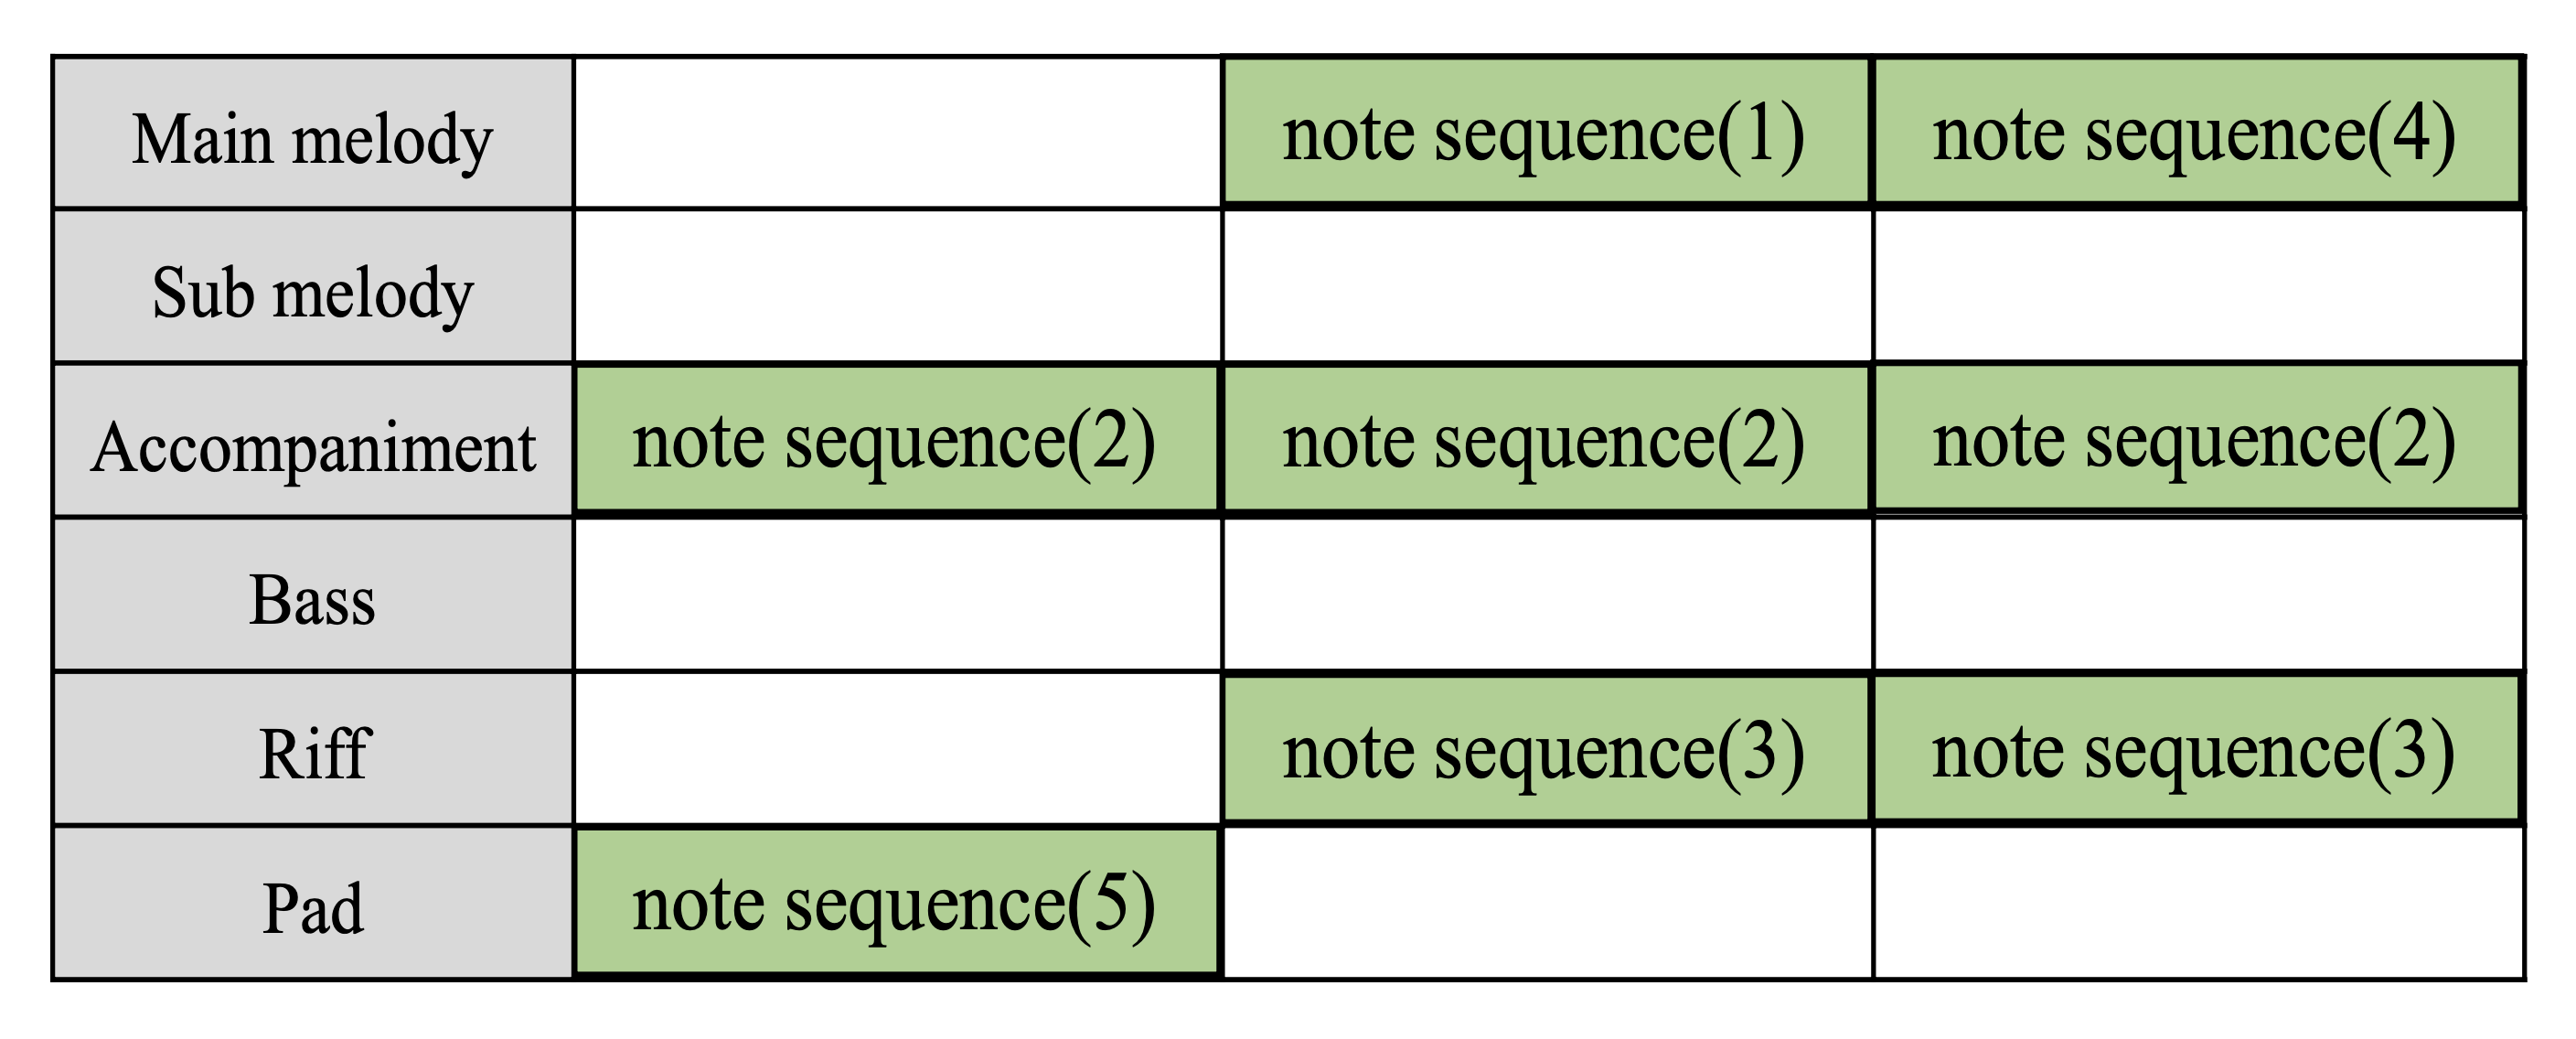 Main melody
note sequence(1)
note sequence(4)
Sub melody
Accompaniment
note sequence(2)
note sequence(2)
note sequence(2)
Bass
Riff
note sequence(3)
note sequence(3)
Pad
note sequence(5)